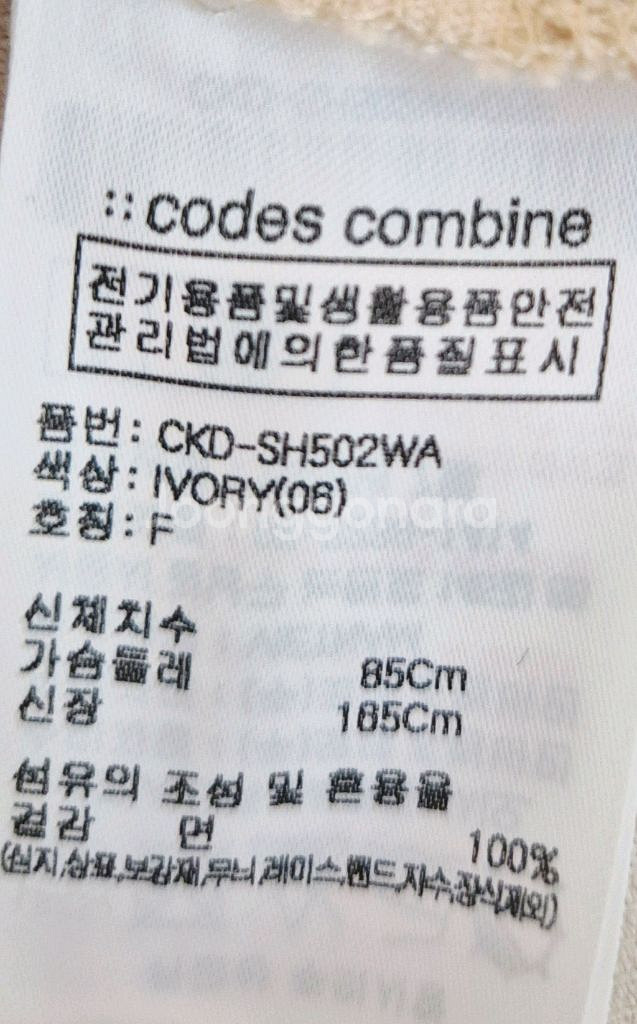 :: codes combine
전기용품및생활용품안전
관리법에의한품질표시
품번: CKD-SH502WA
색상: IVORY(06)
호칭: F
신체치수
가슴둘레 85Cm
신장 165Cm
섬유의 조성 및 혼용율
겉감 면 100%
(심지,상표,보강재,무늬,레이스,밴드,자수,장식제외)